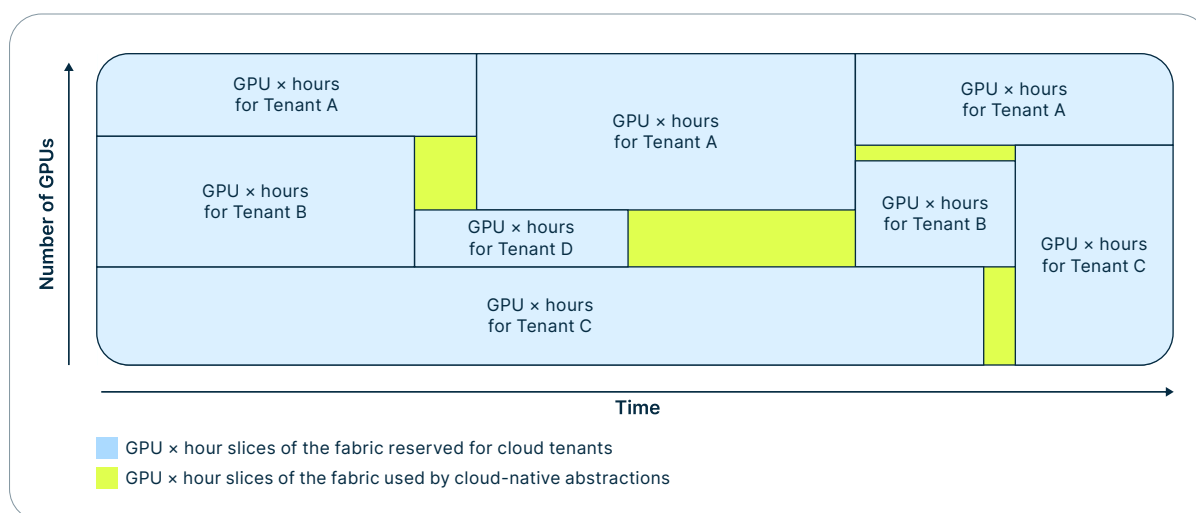 GPU × hours
for Tenant A
GPU × hours
for Tenant A
GPU × hours
for Tenant A
GPU × hours
for Tenant B
GPU × hours
for Tenant D
GPU × hours
for Tenant B
GPU × hours
for Tenant C
GPU × hours
for Tenant C
Number of GPUs
Time
GPU × hour slices of the fabric reserved for cloud tenants
GPU × hour slices of the fabric used by cloud-native abstractions